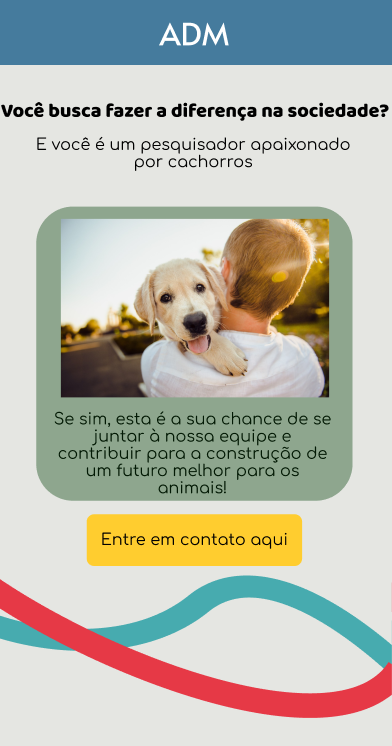 ADM
Você busca fazer a diferença na sociedade?
E você é um pesquisador apaixonado
por cachorros
Se sim, esta é a sua chance de se
juntar à nossa equipe e
contribuir para a construção de
um futuro melhor para os
animais!
Entre em contato aqui